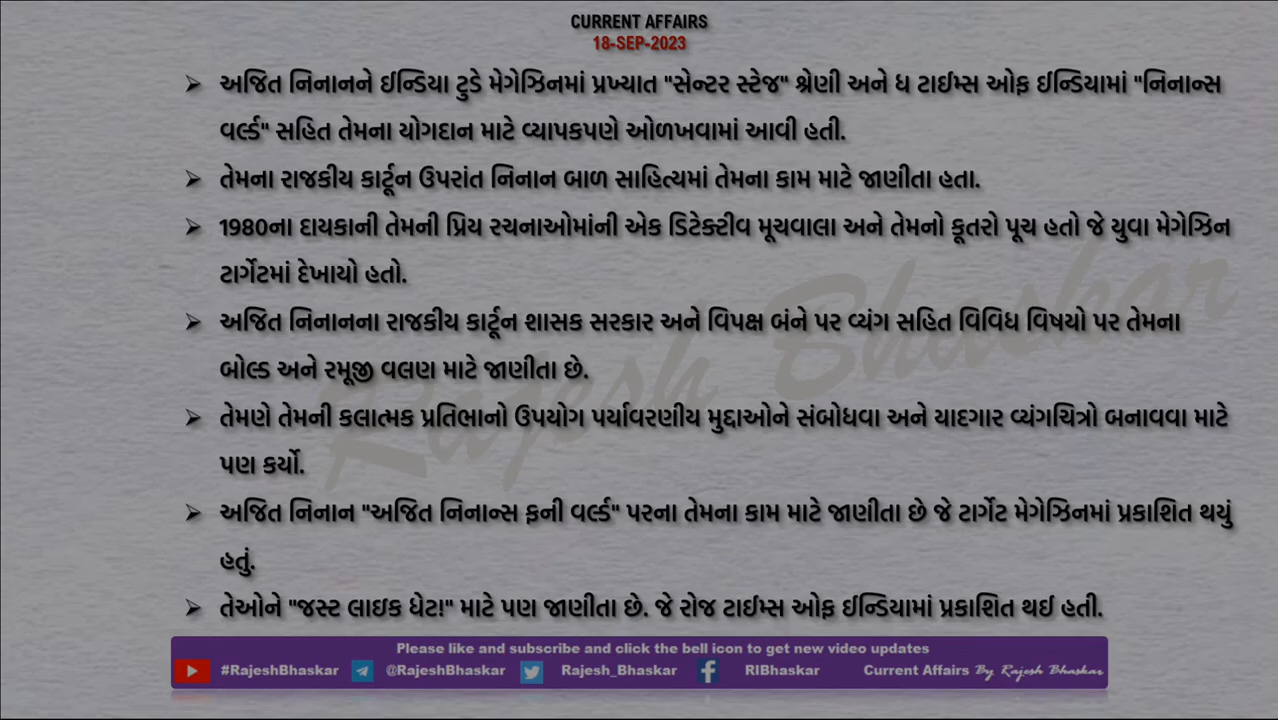 CURRENT AFFAIRS
18-SEP-2023
➢ અજિત નિનાનને ઈન્ડિયા ટુડે મેગેઝિનમાં પ્રખ્યાત "સેન્ટર સ્ટેજ" શ્રેણી અને ધ ટાઈમ્સ ઓફ ઈન્ડિયામાં "નિનાન્સ
વર્લ્ડ" સહિત તેમના યોગદાન માટે વ્યાપકપણે ઓળખવામાં આવી હતી.
➢ તેમના રાજકીય કાર્ટૂન ઉપરાંત નિનાન બાળ સાહિત્યમાં તેમના કામ માટે જાણીતા હતા.
➢ 1980ના દાયકાની તેમની પ્રિય રચનાઓમાંની એક ડિટેક્ટીવ મૂચવાલા અને તેમનો કૂતરો પૂચ હતો જે યુવા મેગેઝિન
ટાર્ગેટમાં દેખાયો હતો.
➢ અજિત નિનાનના રાજકીય કાર્ટૂન શાસક સરકાર અને વિપક્ષ બંને પર વ્યંગ સહિત વિવિધ વિષયો પર તેમના
બોલ્ડ અને રમૂજી વલણ માટે જાણીતા છે.
➢ તેમણે તેમની કલાત્મક પ્રતિભાનો ઉપયોગ પર્યાવરણીય મુદ્દાઓને સંબોધવા અને યાદગાર વ્યંગચિત્રો બનાવવા માટે
પણ કર્યો.
➢ અજિત નિનાન "અજિત નિનાન્સ ફની વર્લ્ડ" પરના તેમના કામ માટે જાણીતા છે જે ટાર્ગેટ મેગેઝિનમાં પ્રકાશિત થયું
હતું.
➢ તેઓને "જસ્ટ લાઇક ધેટ!" માટે પણ જાણીતા છે. જે રોજ ટાઈમ્સ ઓફ ઈન્ડિયામાં પ્રકાશિત થઈ હતી.
Rajesh Bhaskar
Please like and subscribe and click the bell icon to get new video updates
#RajeshBhaskar @RajeshBhaskar Rajesh_Bhaskar RIBhaskar Current Affairs By Rajesh Bhaskar